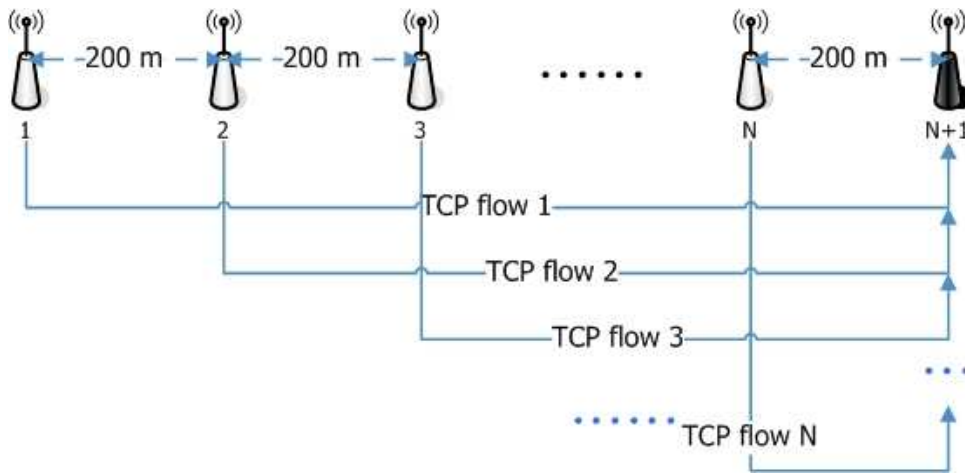 200 m 200 m 200 m
1 2 3 N N+1
TCP flow 1
TCP flow 2
TCP flow 3
TCP flow N